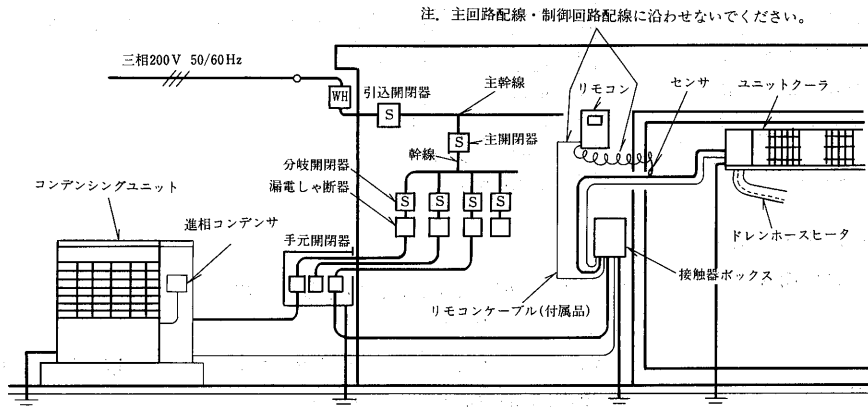 注．主回路配線・制御回路配線に沿わせないでください。
三相200V 50/60Hz
WH
引込開閉器
S
主幹線
リモコン
センサ
ユニットクーラ
S
主開閉器
幹線
分岐開閉器
S S S S
漏電しゃ断器
コンデンシングユニット
進相コンデンサ
手元開閉器
ドレンホースヒータ
接触器ボックス
リモコンケーブル(付属品)